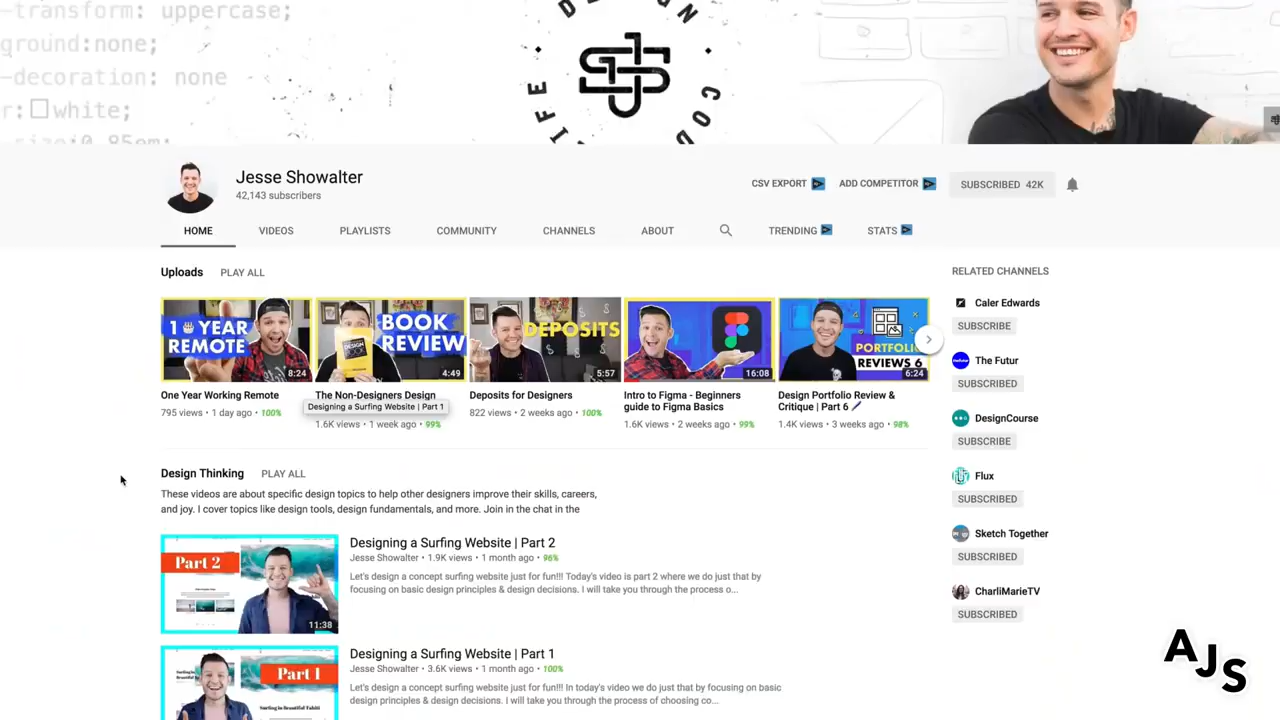 -transform: uppercase;
ground:none;
-decoration: none
white;
DESIGN
CODE
LIFE
Jesse Showalter
42,143 subscribers
CSV EXPORT
ADD COMPETITOR
SUBSCRIBED 42K
HOME
VIDEOS
PLAYLISTS
COMMUNITY
CHANNELS
ABOUT
TRENDING
STATS
Uploads PLAY ALL
YEAR
REMOTE
8:24
BOOK
REVIEW
4:49
DEPOSITS
5:57
16:08
PORTFOLIO
REVIEWS 6
6:24
One Year Working Remote
795 views • 1 day ago • 100%
The Non-Designers Design
Designing a Surfing Website | Part 1
1.6K views • 1 week ago • 99%
Deposits for Designers
822 views • 2 weeks ago • 100%
Intro to Figma - Beginners
guide to Figma Basics
1.6K views • 2 weeks ago • 99%
Design Portfolio Review &
Critique | Part 6
1.4K views • 3 weeks ago • 98%
Design Thinking PLAY ALL
These videos are about specific design topics to help other designers improve their skills, careers,
and joy. I cover topics like design tools, design fundamentals, and more. Join in the chat in the
Part 2
11:38
Designing a Surfing Website | Part 2
Jesse Showalter • 1.9K views • 1 month ago • 96%
Let's design a concept surfing website just for fun!!! Today's video is part 2 where we do just that by
focusing on basic design principles & design decisions. I will take you through the process o...
Part 1
Designing a Surfing Website | Part 1
Jesse Showalter • 3.6K views • 1 month ago • 100%
Let's design a concept surfing website just for fun!!! In today's video we do just that by focusing on basic
design principles & design decisions. I will take you through the process of choosing co...
RELATED CHANNELS
Caler Edwards
SUBSCRIBE
The Futur
SUBSCRIBED
DesignCourse
SUBSCRIBE
Flux
SUBSCRIBED
Sketch Together
SUBSCRIBED
CharliMarieTV
SUBSCRIBED
AJS